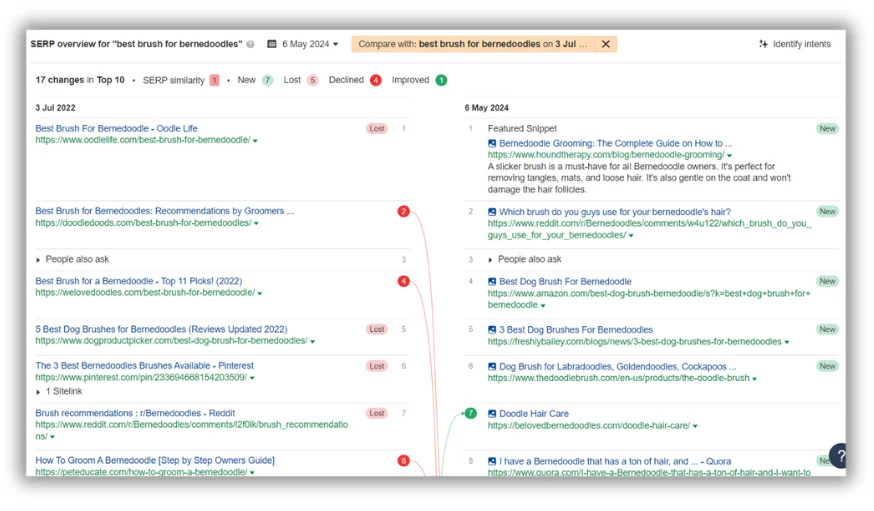 SERP overview for "best brush for bernedoodles" ?
6 May 2024
Compare with: best brush for bernedoodles on 3 Jul ...
Identify intents
17 changes in Top 10 • SERP similarity 1 • New 7 Lost 5 Declined 4 Improved 1
3 Jul 2022
Best Brush For Bernedoodle - Oodle Life
https://www.oodlelife.com/best-brush-for-bernedoodle/
Lost 1
Best Brush for Bernedoodles: Recommendations by Groomers ...
https://doodledoods.com/best-brush-for-bernedoodles/
2
People also ask 3
Best Brush for a Bernedoodle - Top 11 Picks! (2022)
https://welovedoodles.com/best-brush-for-bernedoodle/
4
5 Best Dog Brushes for Bernedoodles (Reviews Updated 2022)
https://www.dogproductpicker.com/best-dog-brush-for-bernedoodles/
Lost 5
The 3 Best Bernedoodles Brushes Available - Pinterest
https://www.pinterest.com/pin/233694668154203509/
1 Sitelink
Lost 6
Brush recommendations : r/Bernedoodles - Reddit
https://www.reddit.com/r/Bernedoodles/comments/i2f0ik/brush_recommendatio
ns/
Lost 7
How To Groom A Bernedoodle [Step by Step Owners Guide]
https://peteducate.com/how-to-groom-a-bernedoodle/
8
6 May 2024
1 Featured Snippet New
Bernedoodle Grooming: The Complete Guide on How to ...
https://www.houndtherapy.com/blog/bernedoodle-grooming/
A slicker brush is a must-have for all Bernedoodle owners. It's perfect for
removing tangles, mats, and loose hair. It's also gentle on the coat and won't
damage the hair follicles.
2 Which brush do you guys use for your bernedoodle's hair? New
https://www.reddit.com/r/Bernedoodles/comments/w4u122/which_brush_do_you_
guys_use_for_your_bernedoodles/
3 People also ask
4 Best Dog Brush For Bernedoodle New
https://www.amazon.com/best-dog-brush-bernedoodle/s?k=best+dog+brush+for+
bernedoodle
5 3 Best Dog Brushes For Bernedoodles New
https://freshlybailey.com/blogs/news/3-best-dog-brushes-for-bernedoodles
6 Dog Brush for Labradoodles, Goldendoodles, Cockapoos ... New
https://www.thedoodlebrush.com/en-us/products/the-doodle-brush
7 Doodle Hair Care
https://belovedbernedoodles.com/doodle-hair-care/
8 I have a Bernedoodle that has a ton of hair, and ... - Quora New
https://www.quora.com/I-have-a-Bernedoodle-that-has-a-ton-of-hair-and-I-want-to
?